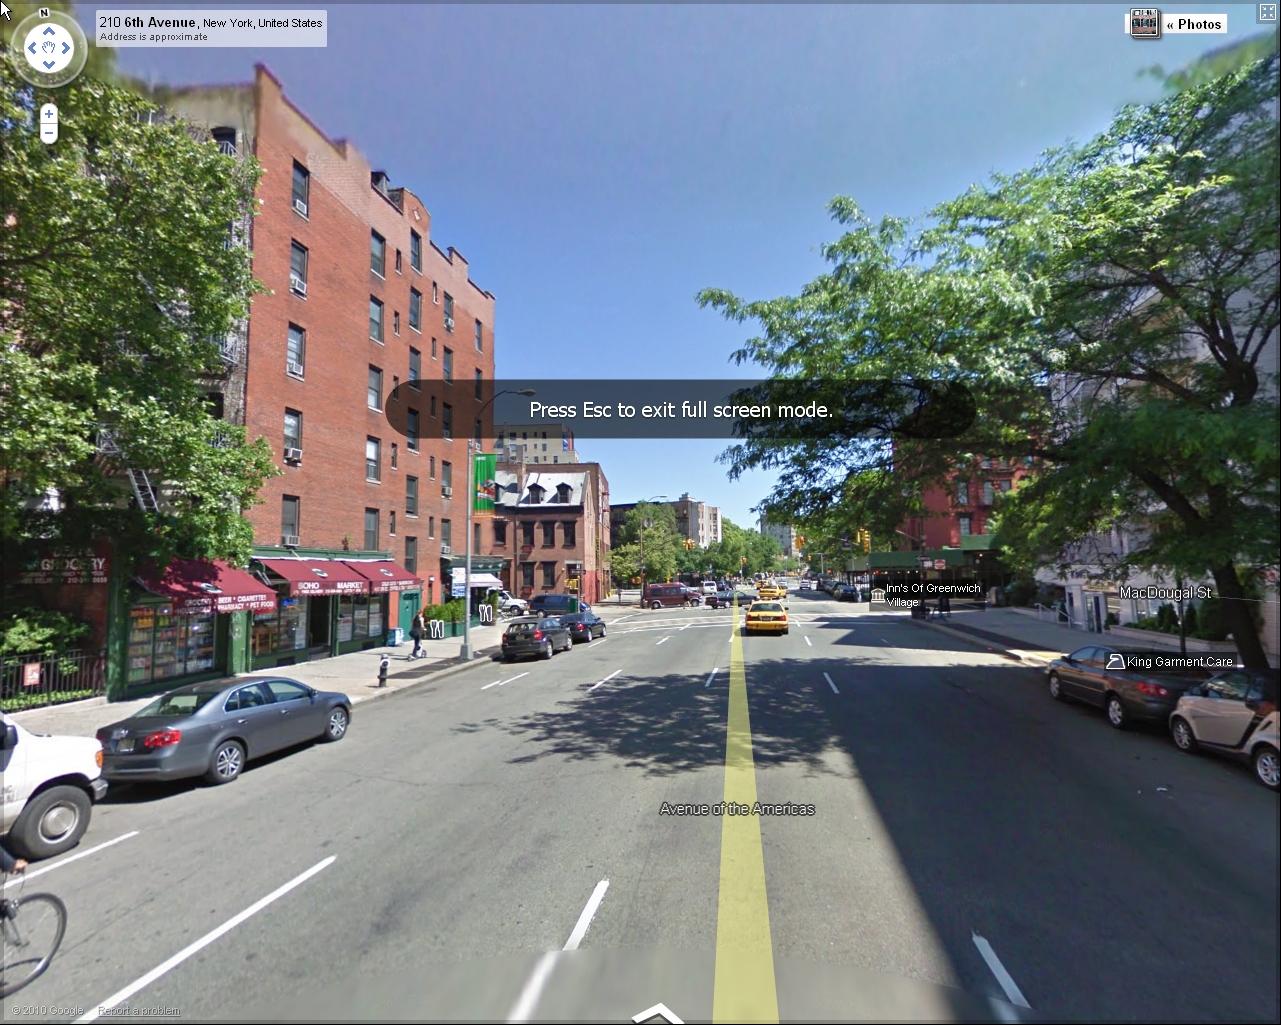 N
210 6th Avenue, New York, United States
Address is approximate
« Photos
Press Esc to exit full screen mode.
GROCERY
BEER * CIGARETTES
PHARMACY * PET FOOD
SOHO MARKET
Inn's Of Greenwich
Village
MacDougal St
King Garment Care
Avenue of the Americas
© 2010 Google
Report a problem